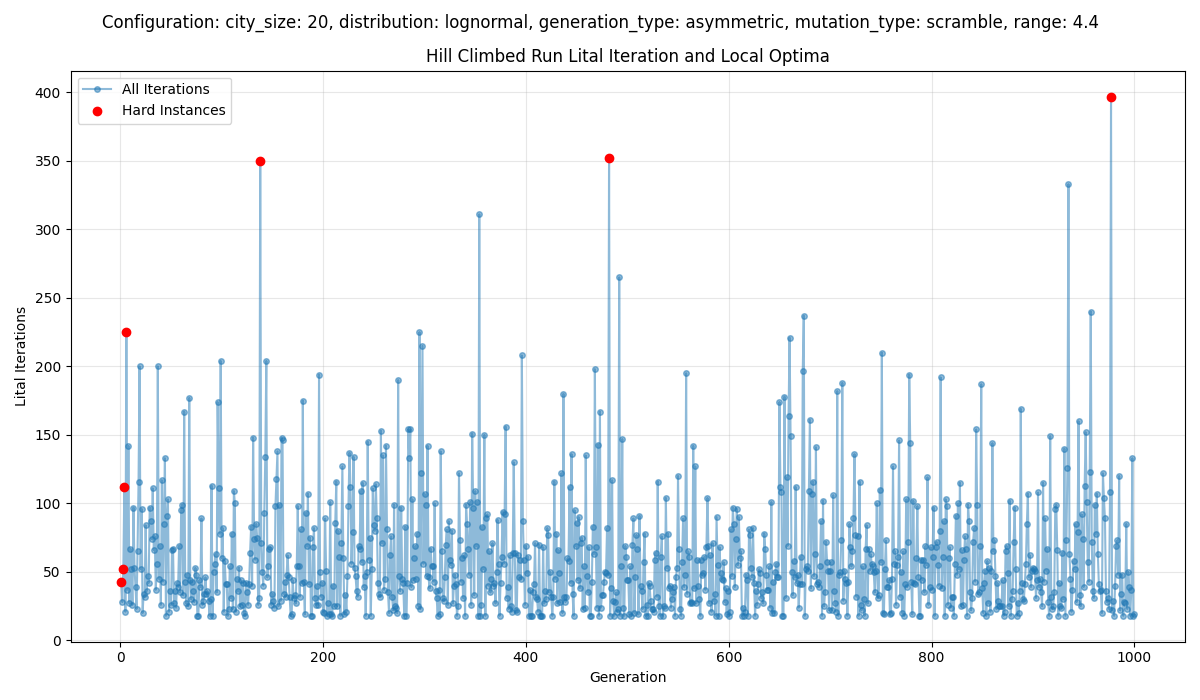 Configuration: city_size: 20, distribution: lognormal, generation_type: asymmetric, mutation_type: scramble, range: 4.4
Hill Climbed Run Lital Iteration and Local Optima
All Iterations
Hard Instances
Lital Iterations
400
350
300
250
200
150
100
50
0
0 200 400 600 800 1000
Generation